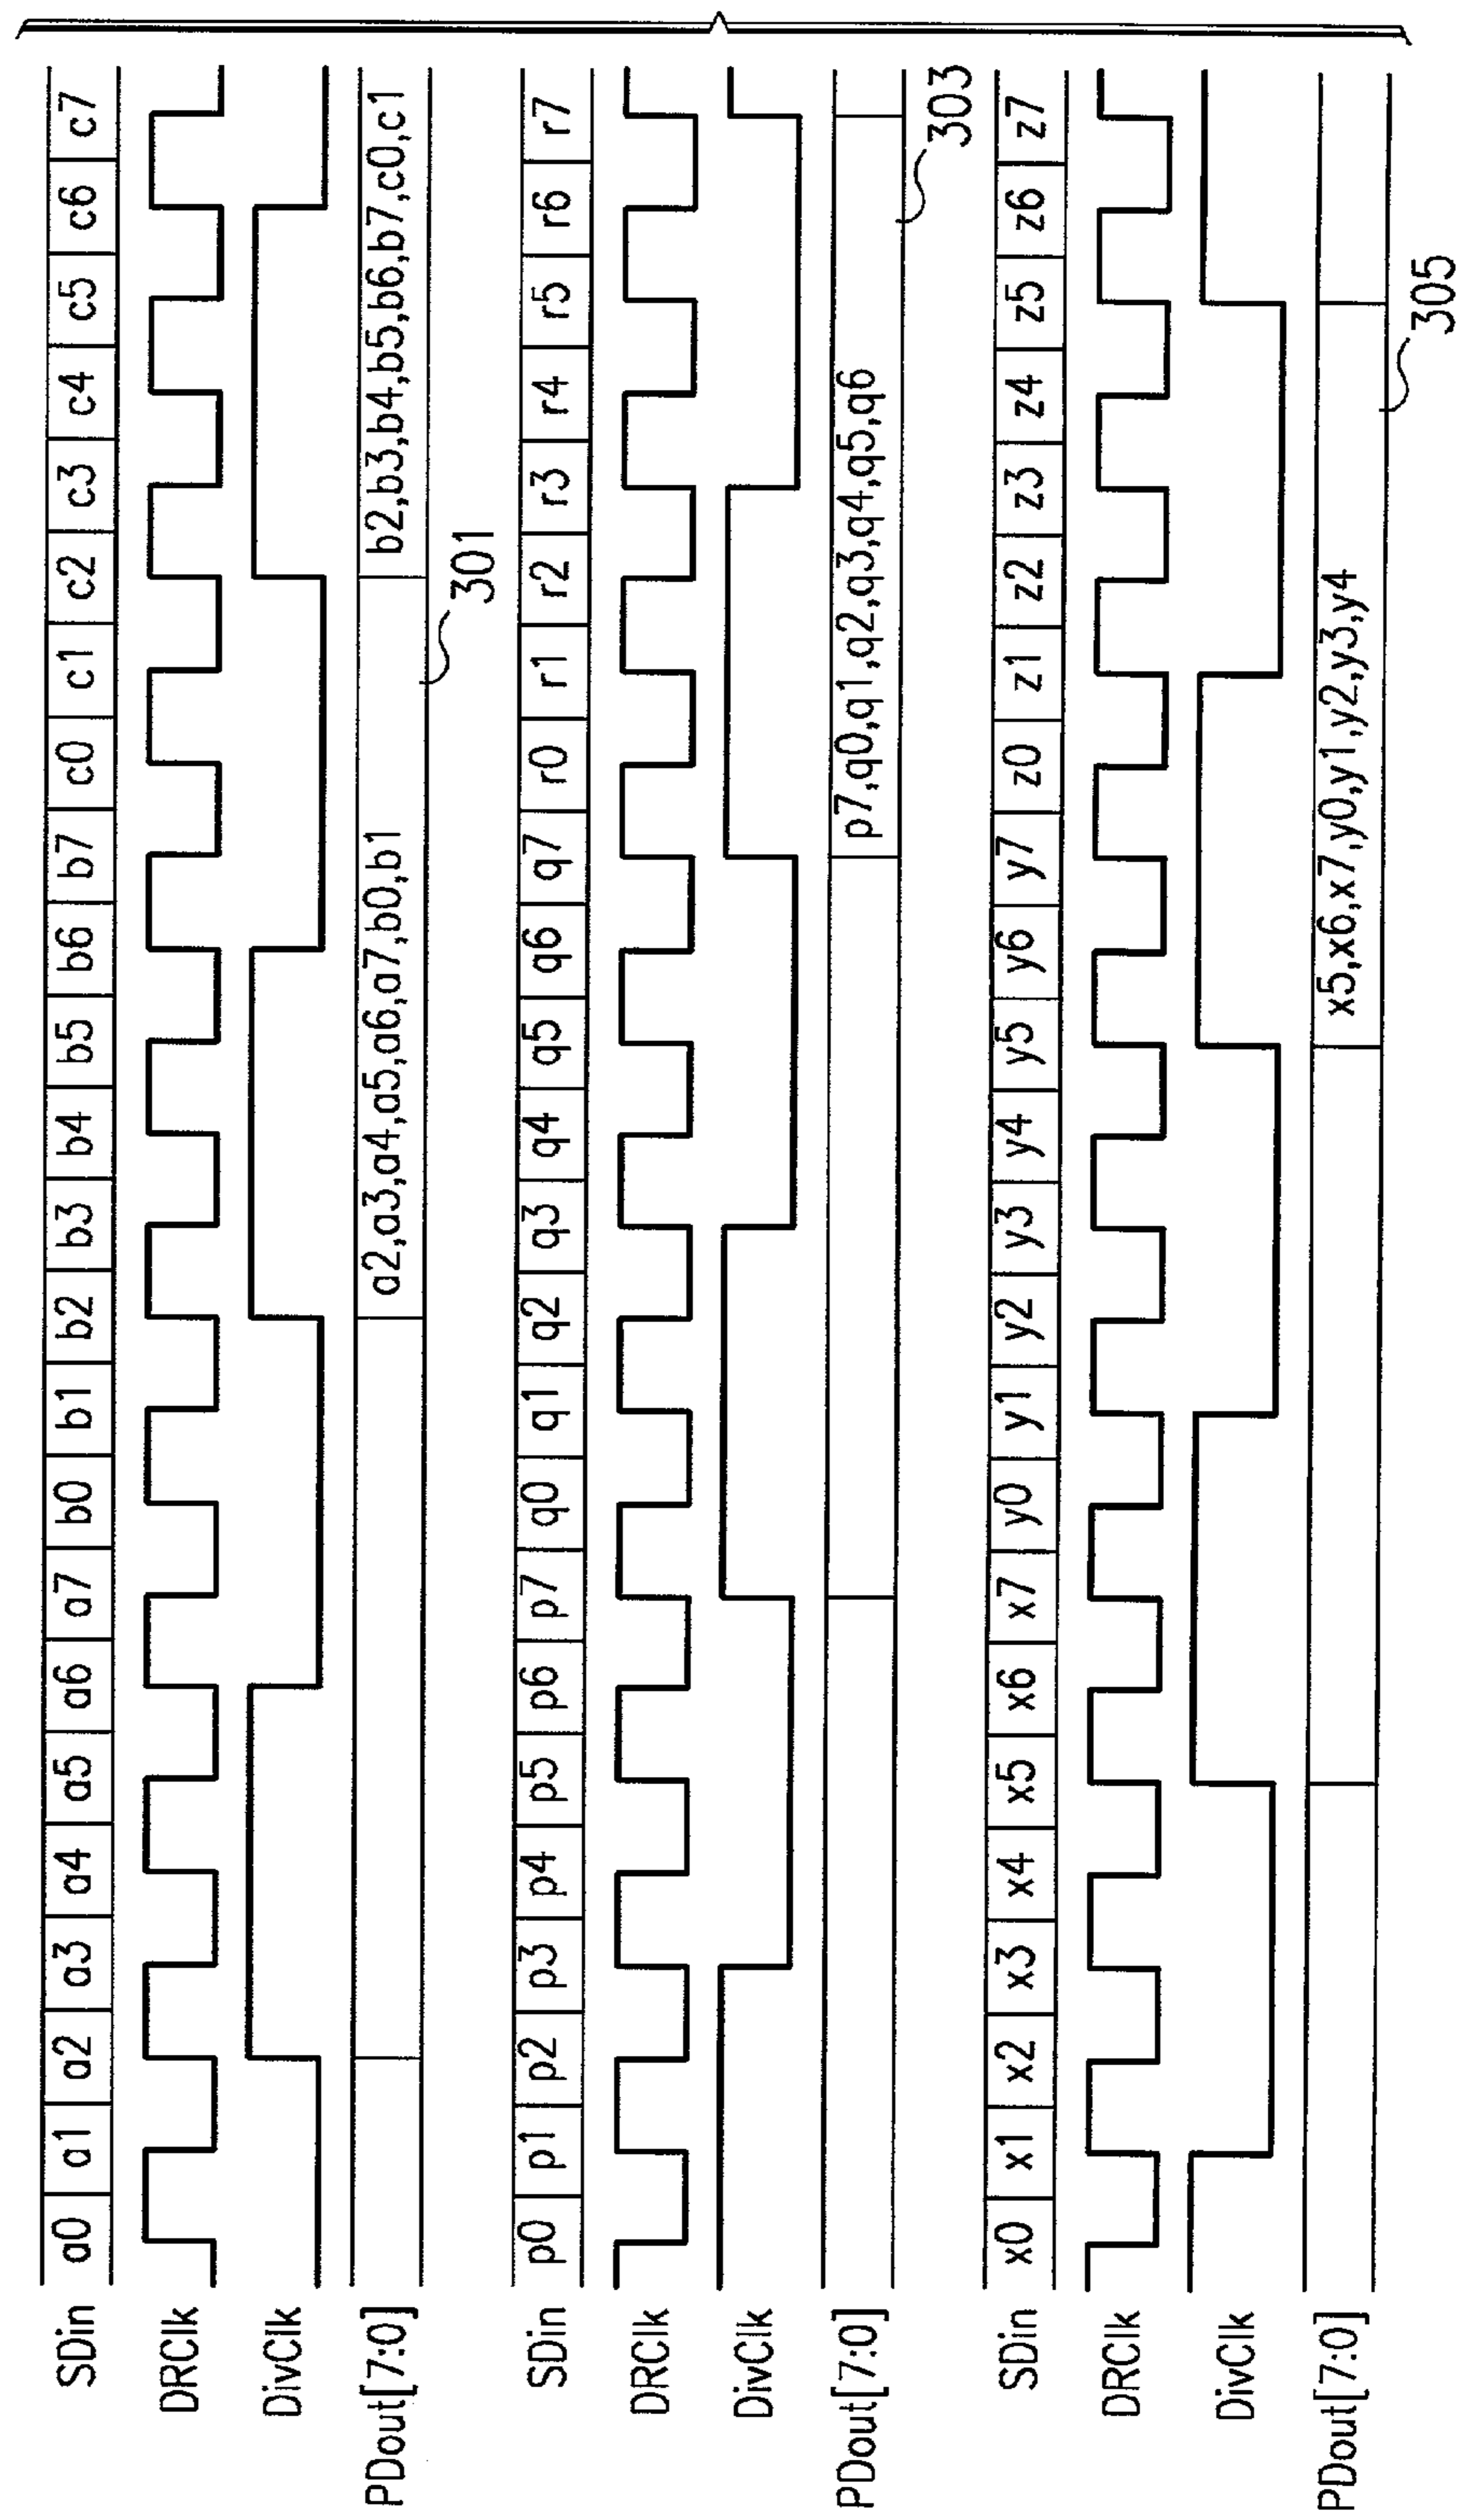 SDin a0 a1 a2 a3 a4 a5 a6 a7 b0 b1 b2 b3 b4 b5 b6 b7 c0 c1 c2 c3 c4 c5 c6 c7
DRClk
DivClk
PDout[7:0] a2,a3,a4,a5,a6,a7,b0,b1 b2,b3,b4,b5,b6,b7,c0,c1
301
SDin p0 p1 p2 p3 p4 p5 p6 p7 q0 q1 q2 q3 q4 q5 q6 q7 r0 r1 r2 r3 r4 r5 r6 r7
DRClk
DivClk
PDout[7:0] p7,q0,q1,q2,q3,q4,q5,q6
303
SDin x0 x1 x2 x3 x4 x5 x6 x7 y0 y1 y2 y3 y4 y5 y6 y7 z0 z1 z2 z3 z4 z5 z6 z7
DRClk
DivClk
PDout[7:0] x5,x6,x7,y0,y1,y2,y3,y4
305